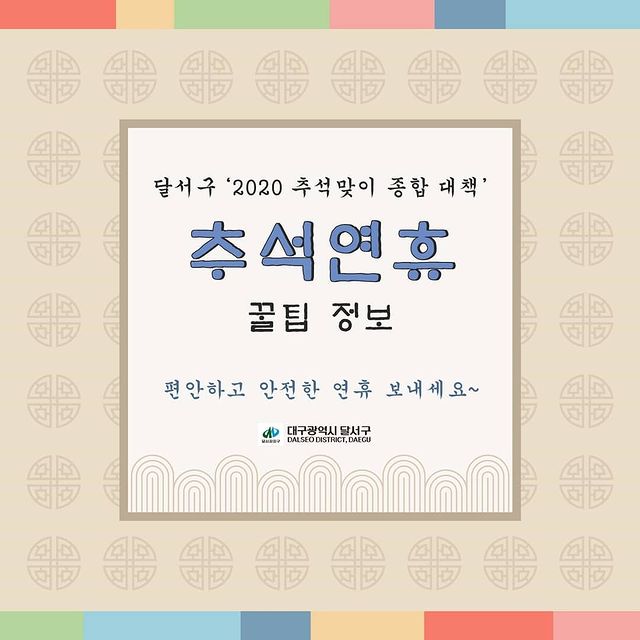 달서구 ‘2020 추석맞이 종합 대책’
추석연휴
꿀팁 정보
편안하고 안전한 연휴 보내세요~
대구광역시 달서구
DALSEO DISTRICT, DAEGU